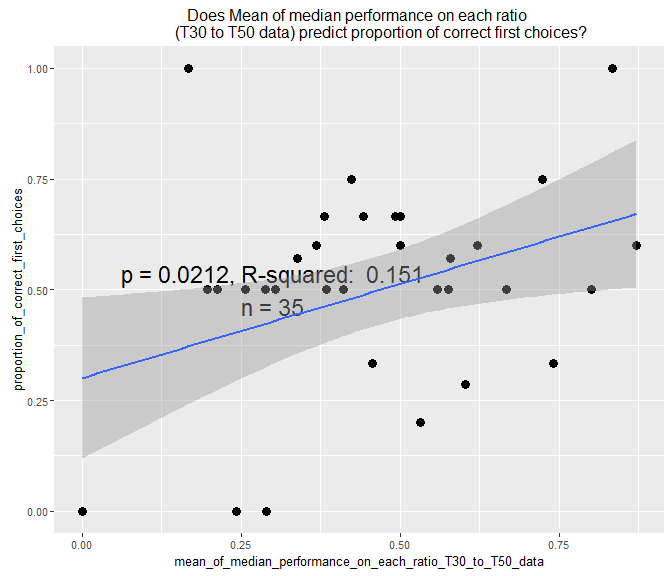 Does Mean of median performance on each ratio
(T30 to T50 data) predict proportion of correct first choices?
1.00
0.75
0.50
0.25
0.00
proportion_of_correct_first_choices
p = 0.0212, R-squared:  0.151
n = 35
0.00
0.25
0.50
0.75
mean_of_median_performance_on_each_ratio_T30_to_T50_data